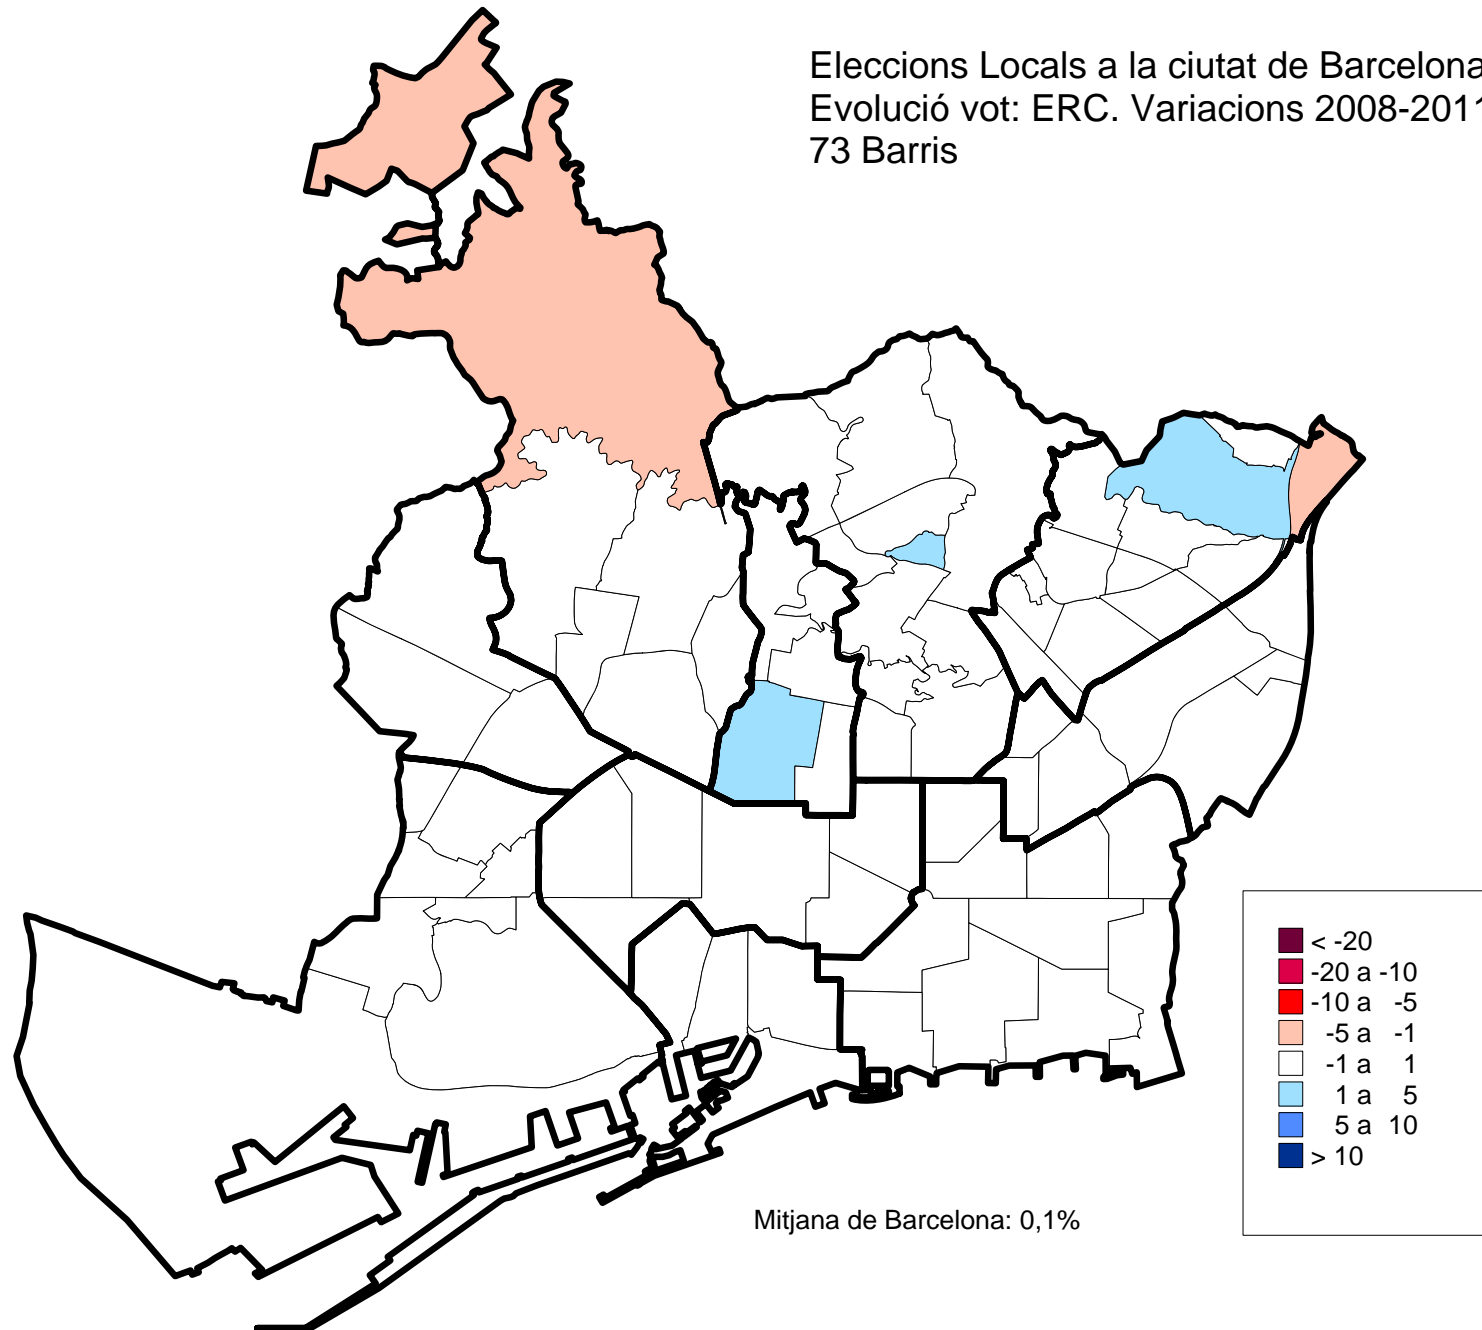 Eleccions Locals a la ciutat de Barcelona
Evolució vot: ERC. Variacions 2008-2011
73 Barris
< -20
-20 a -10
-10 a -5
-5 a -1
-1 a 1
1 a 5
5 a 10
> 10
Mitjana de Barcelona: 0,1%